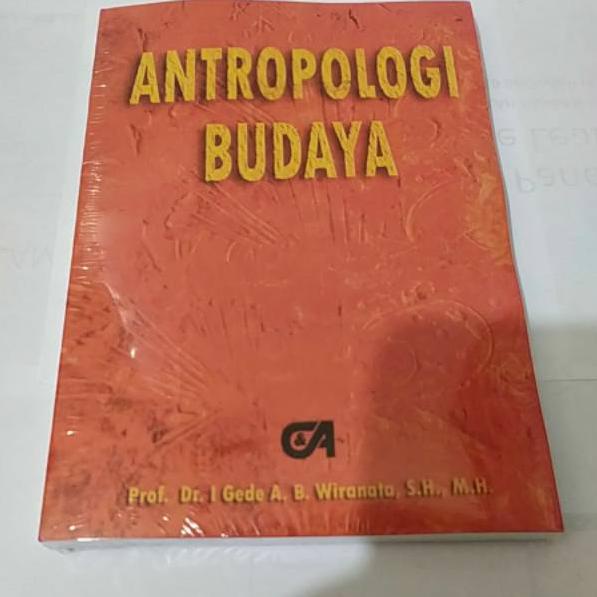 ANTROPOLOGI
BUDAYA
C&A
Prof. Dr. I Gede A. B. Wiranata, S.H., M.H.